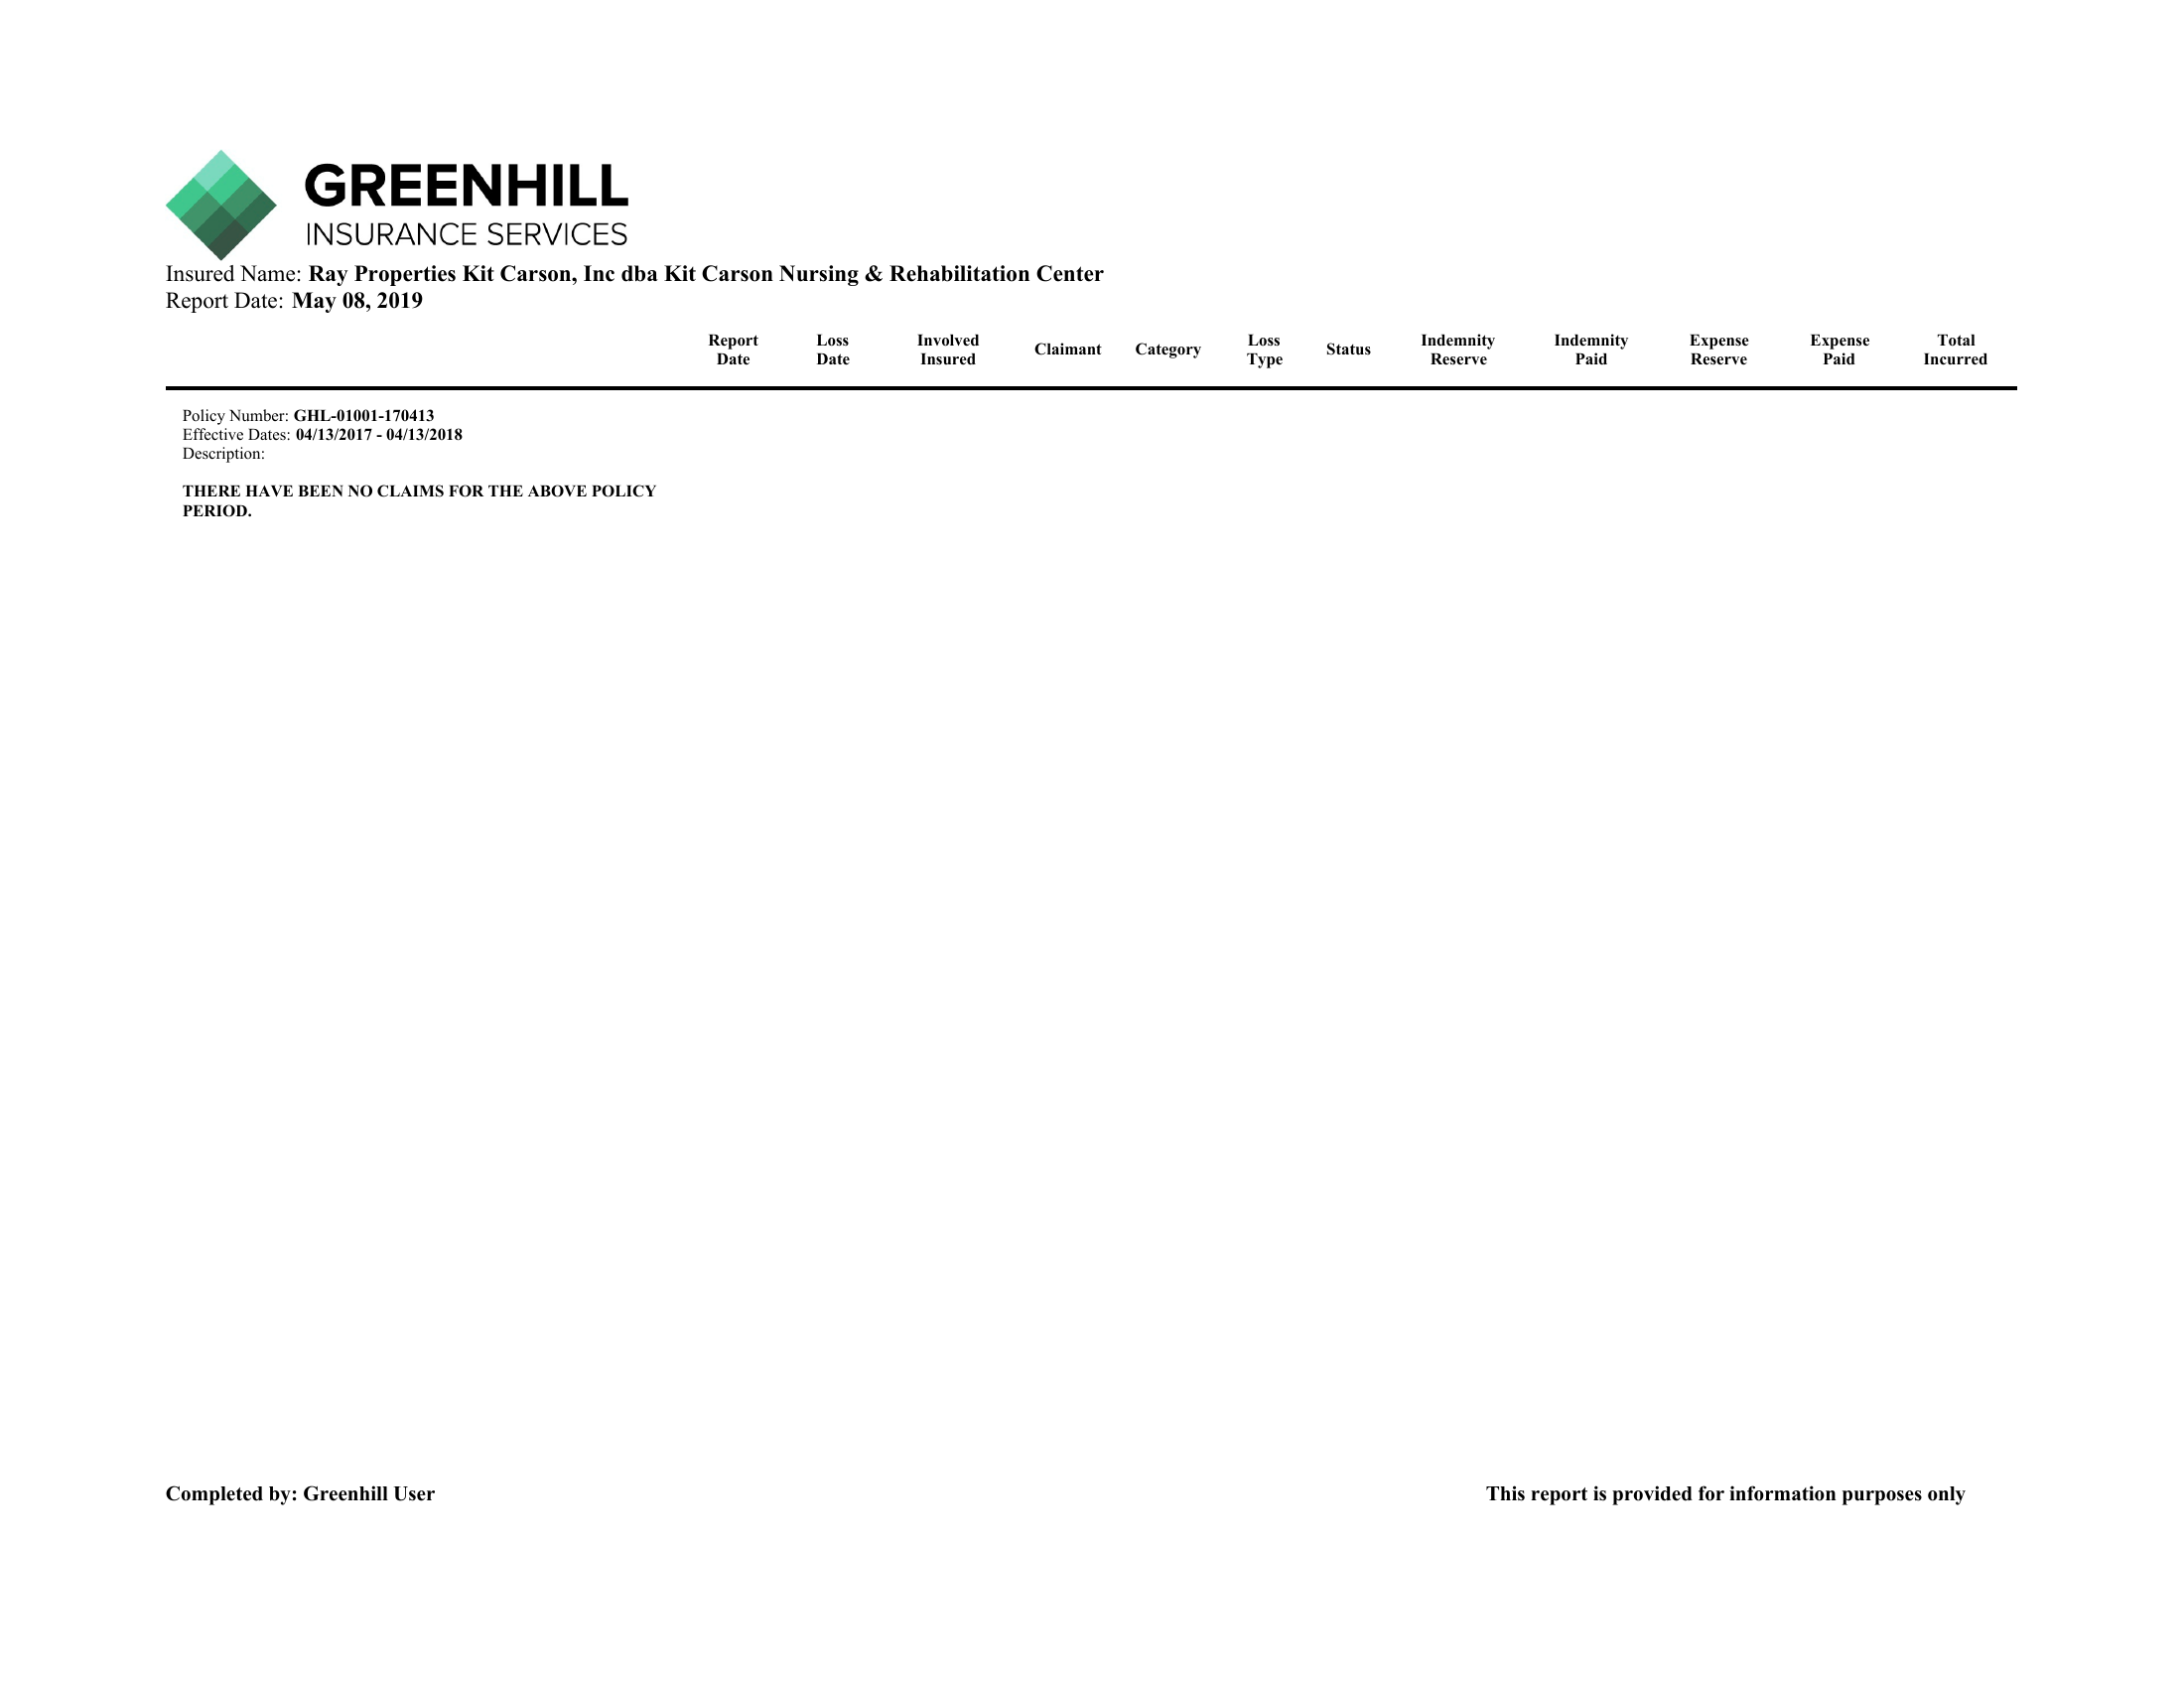 GREENHILL
INSURANCE SERVICES
Insured Name: Ray Properties Kit Carson, Inc dba Kit Carson Nursing & Rehabilitation Center
Report Date: May 08, 2019
Report Date Loss Date Involved Insured Claimant Category Loss Type Status Indemnity Reserve Indemnity Paid Expense Reserve Expense Paid Total Incurred
Policy Number: GHL-01001-170413
Effective Dates: 04/13/2017 - 04/13/2018
Description:
THERE HAVE BEEN NO CLAIMS FOR THE ABOVE POLICY
PERIOD.
Completed by: Greenhill User
This report is provided for information purposes only